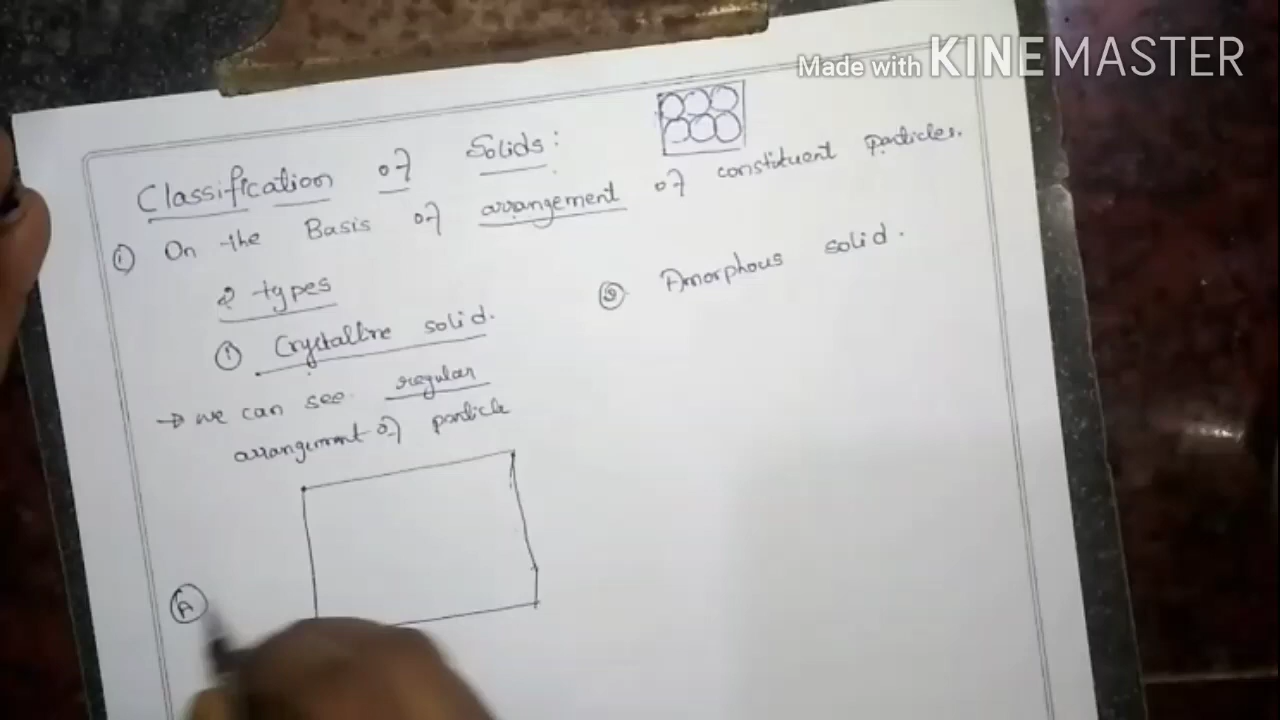 Made with KINEMASTER
Classification of Solids:
① On the Basis of arrangement of constituent particles.
2 types
① Crystalline solid.
② Amorphous solid.
→ we can see regular
arrangement of particle
Ⓐ